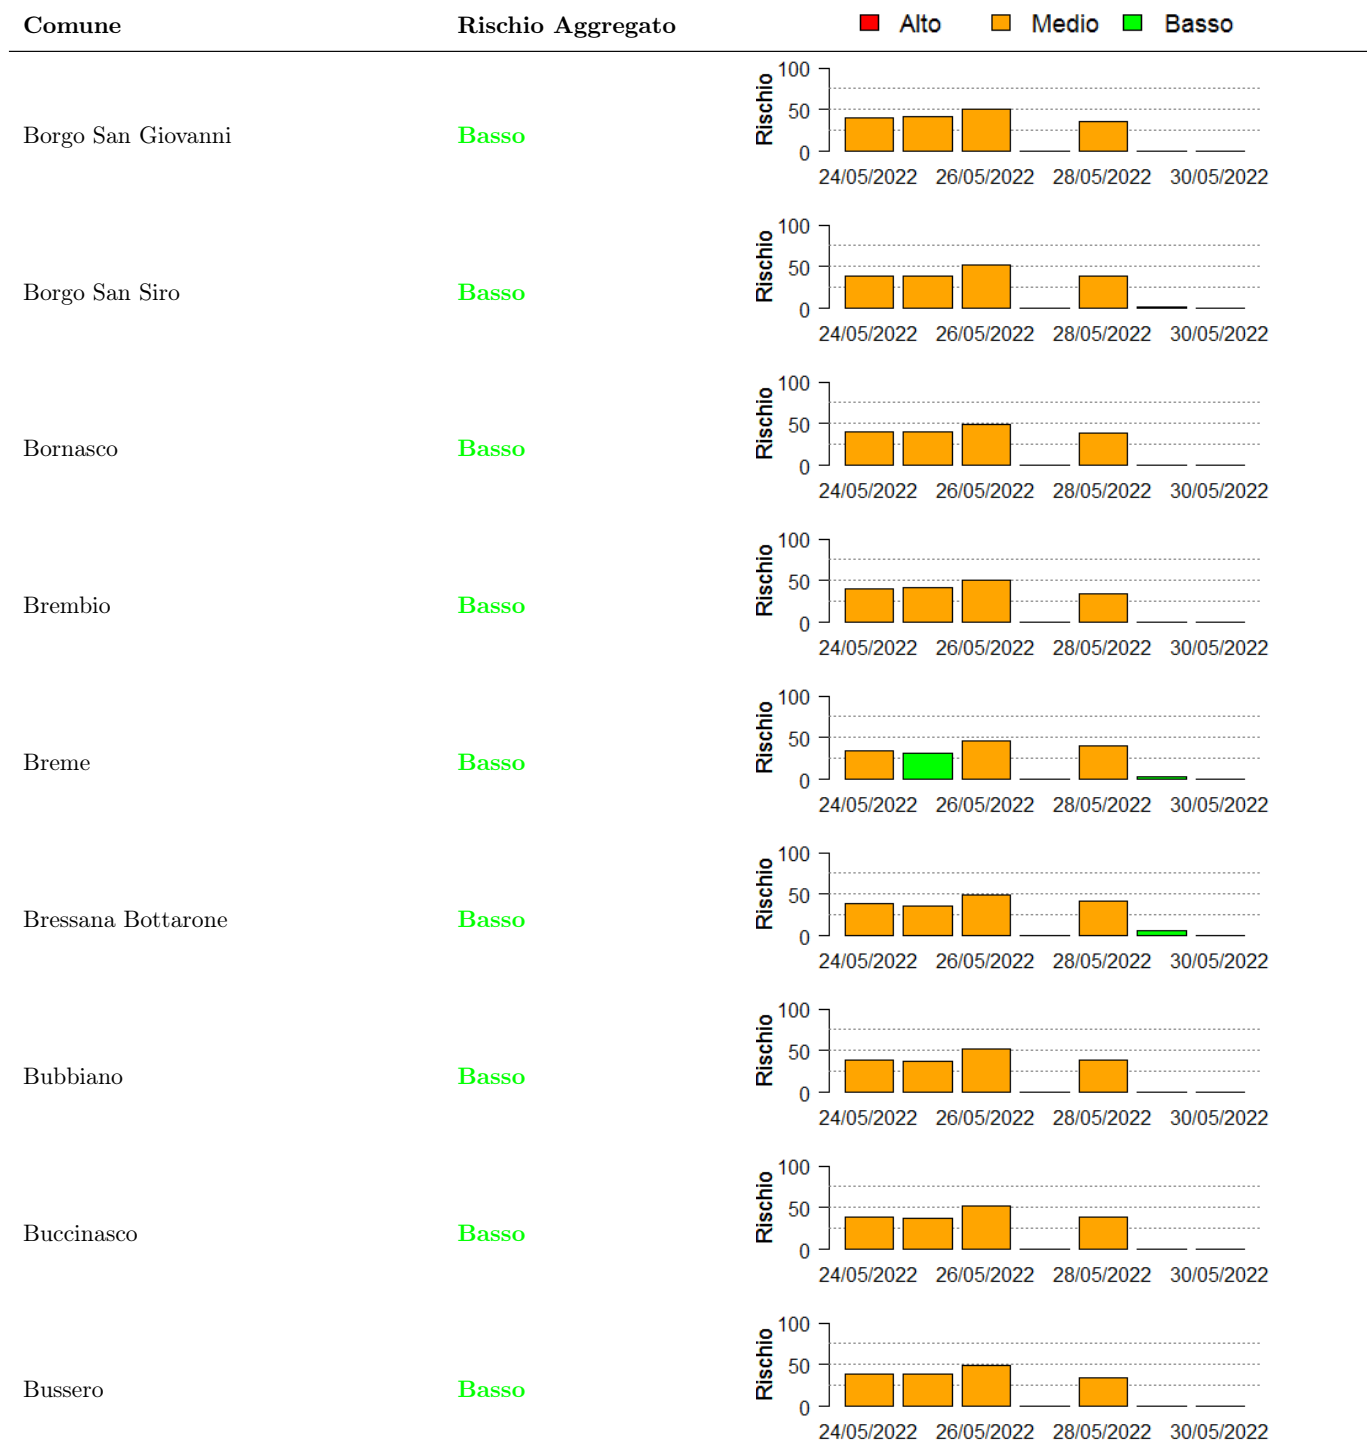 Comune Rischio Aggregato Alto Medio Basso
100
50
0
Rischio
Borgo San Giovanni Basso
24/05/2022 26/05/2022 28/05/2022 30/05/2022
100
50
0
Rischio
Borgo San Siro Basso
24/05/2022 26/05/2022 28/05/2022 30/05/2022
100
50
0
Rischio
Bornasco Basso
24/05/2022 26/05/2022 28/05/2022 30/05/2022
100
50
0
Rischio
Brembio Basso
24/05/2022 26/05/2022 28/05/2022 30/05/2022
100
50
0
Rischio
Breme Basso
24/05/2022 26/05/2022 28/05/2022 30/05/2022
100
50
0
Rischio
Bressana Bottarone Basso
24/05/2022 26/05/2022 28/05/2022 30/05/2022
100
50
0
Rischio
Bubbiano Basso
24/05/2022 26/05/2022 28/05/2022 30/05/2022
100
50
0
Rischio
Buccinasco Basso
24/05/2022 26/05/2022 28/05/2022 30/05/2022
100
50
0
Rischio
Bussero Basso
24/05/2022 26/05/2022 28/05/2022 30/05/2022